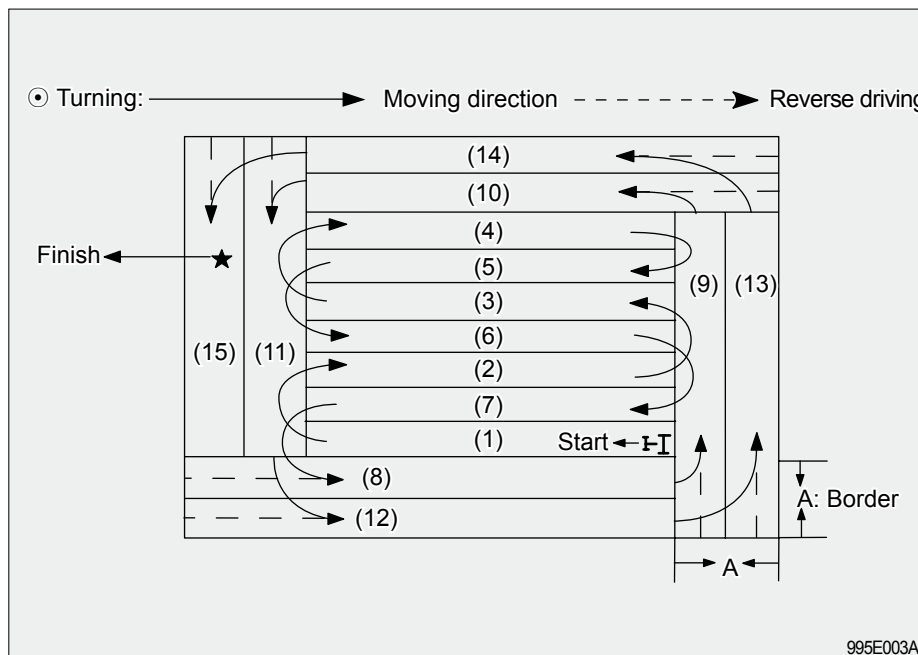 ⊙ Turning: Moving direction Reverse driving
(14)
(10)
(4)
Finish
(5)
(9) (13)
(3)
(6)
(15) (11)
(2)
(7)
(1) Start
(8)
A: Border
(12)
A
995E003A